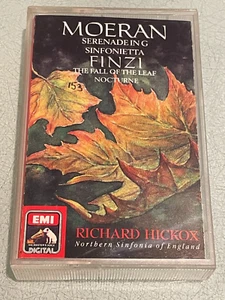 MOERAN
SERENADE IN G
SINFONIETTA
FINZI
THE FALL OF THE LEAF
NOCTURNE
153
EMI
DIGITAL
RICHARD HICKOX
Northern Sinfonia of England